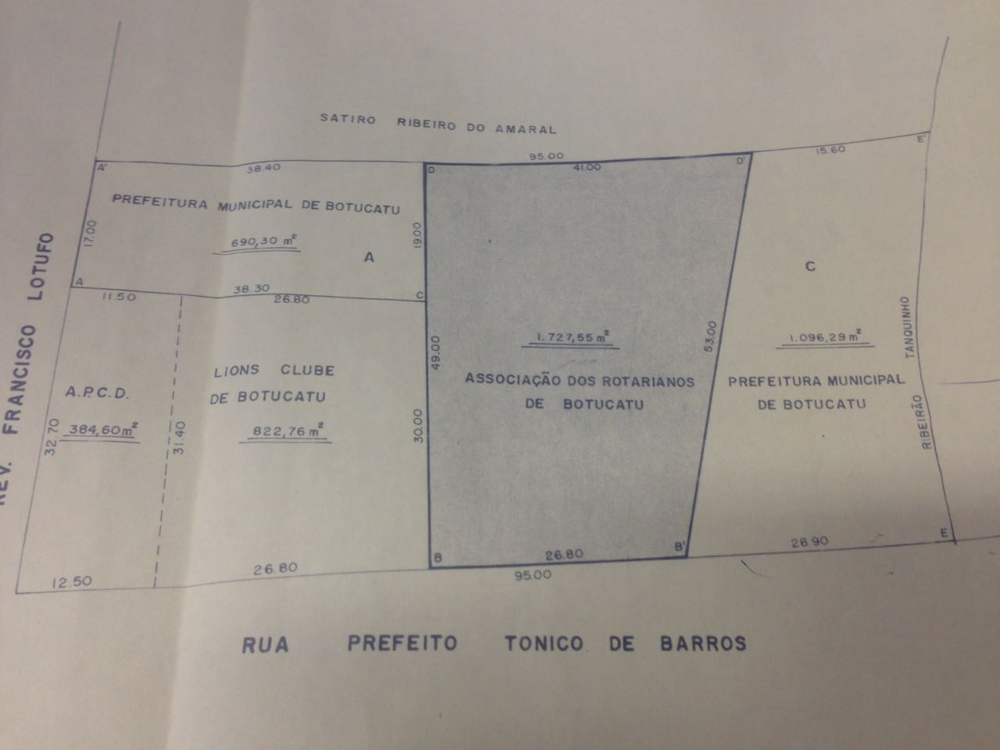 SATIRO RIBEIRO DO AMARAL
95.00
A'
38.40
D
41.00
D'
15.60
E'
PREFEITURA MUNICIPAL DE BOTUCATU
690,30 m²
A
17.00
19.00
A
11.50
38.30
26.80
C
C
1.727,55 m²
ASSOCIAÇÃO DOS ROTARIANOS
DE BOTUCATU
49.00
53.00
1.096,29 m²
PREFEITURA MUNICIPAL
DE BOTUCATU
RIBEIRÃO TANQUINHO
LIONS CLUBE
DE BOTUCATU
822,76 m²
30.00
A.P.C.D.
384,60 m²
32.70
31.40
REV. FRANCISCO LOTUFO
12.50
26.80
B
26.80
B'
28.90
E
95.00
RUA PREFEITO TONICO DE BARROS